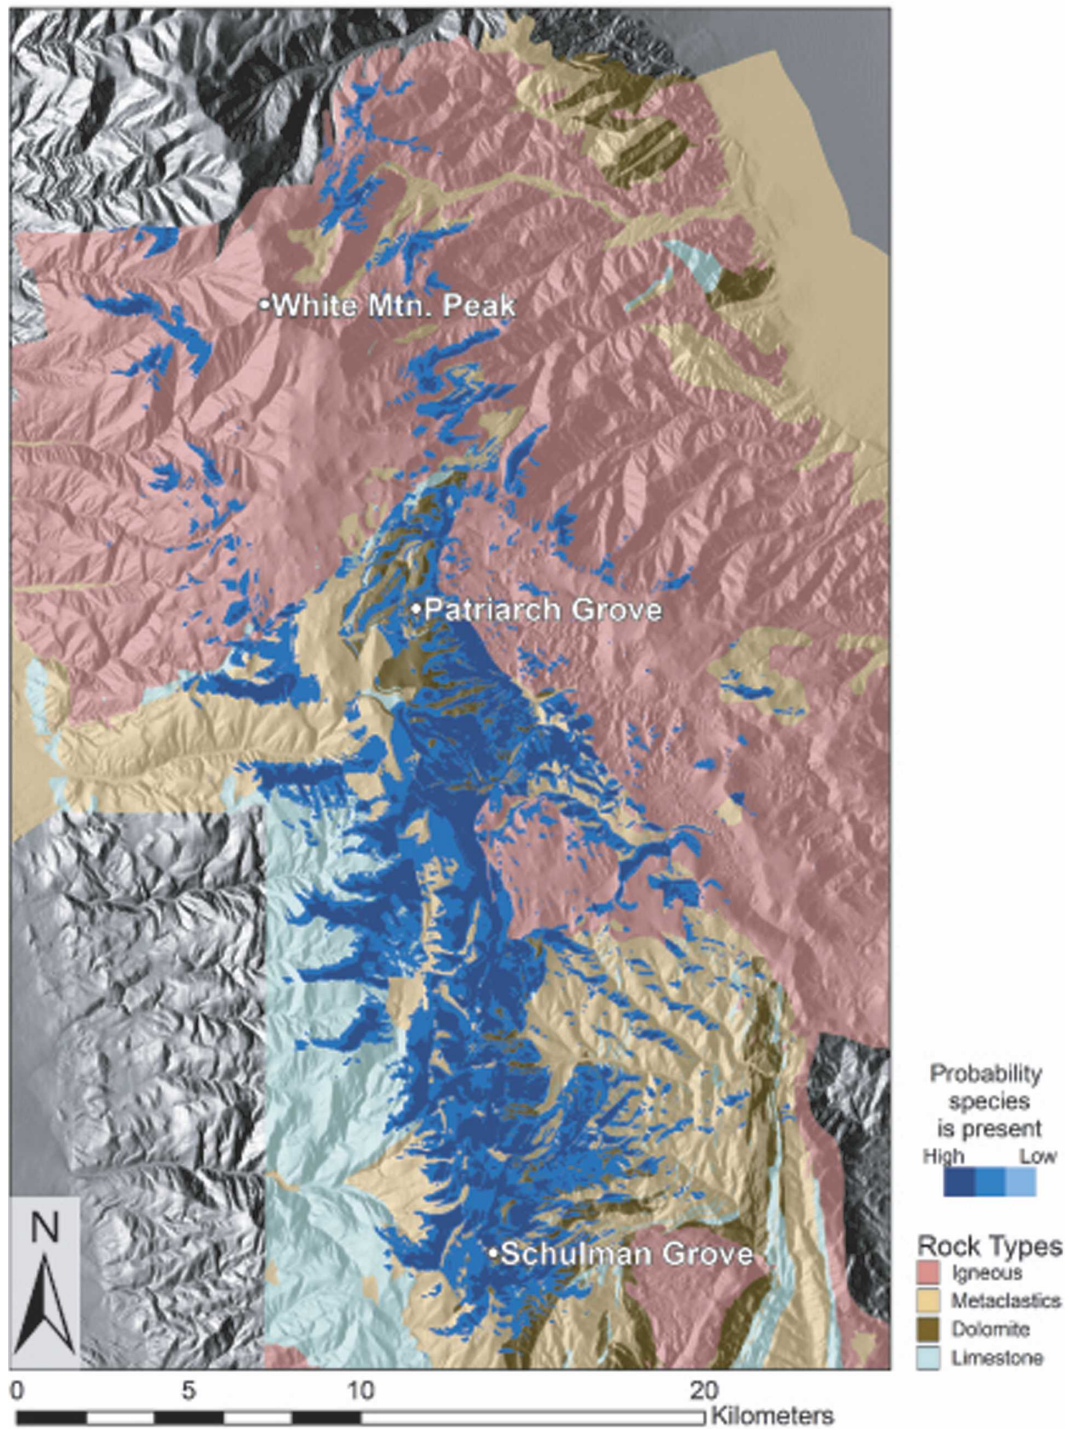 White Mtn. Peak
Patriarch Grove
Schulman Grove
Probability
species
is present
High Low
Rock Types
Igneous
Metaclastics
Dolomite
Limestone
N
0 5 10 20
Kilometers